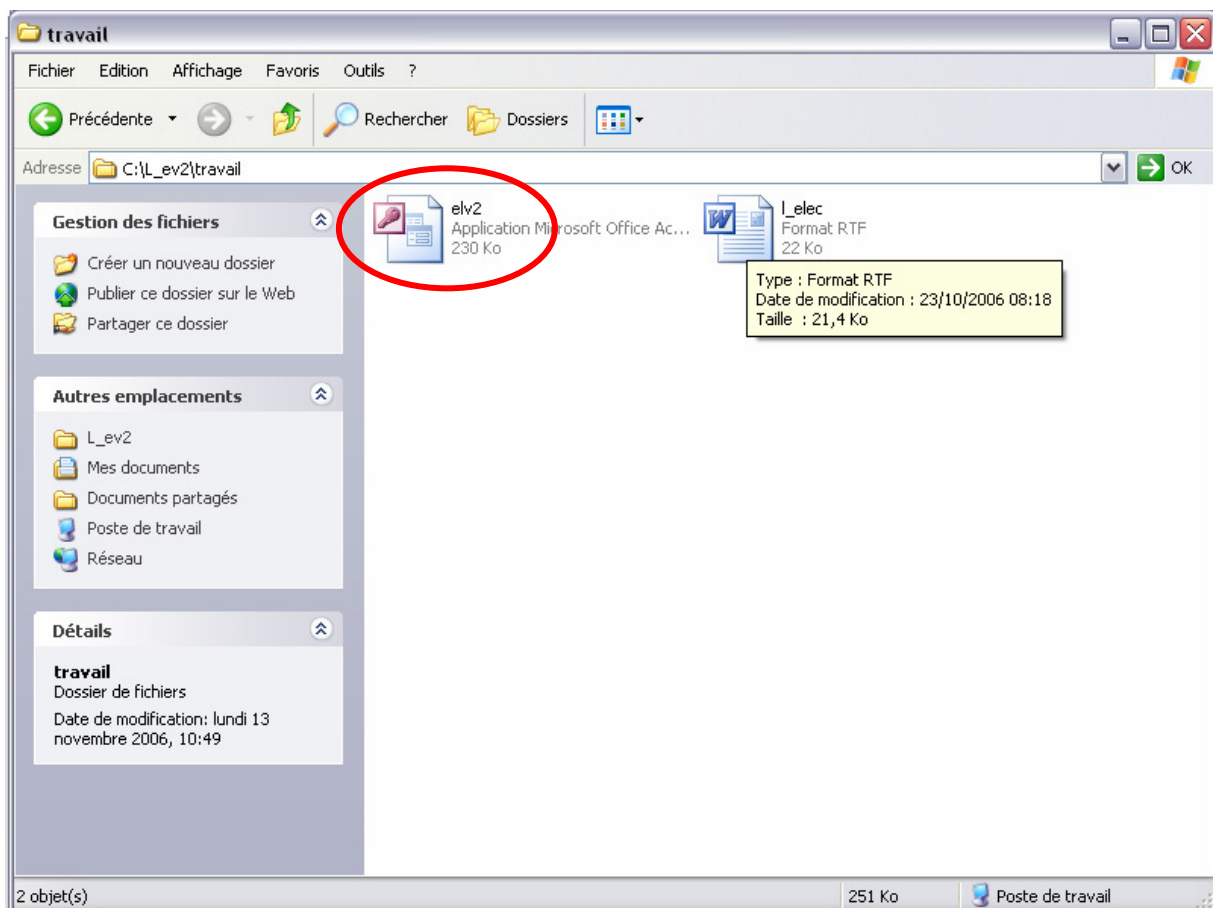 travail
Fichier Edition Affichage Favoris Outils ?
Précédente Rechercher Dossiers
Adresse C:\L_ev2\travail OK
Gestion des fichiers
Créer un nouveau dossier
Publier ce dossier sur le Web
Partager ce dossier
Autres emplacements
L_ev2
Mes documents
Documents partagés
Poste de travail
Réseau
Détails
travail
Dossier de fichiers
Date de modification: lundi 13
novembre 2006, 10:49
elv2
Application Microsoft Office Ac...
230 Ko
l_elec
Format RTF
22 Ko
Type : Format RTF
Date de modification : 23/10/2006 08:18
Taille : 21,4 Ko
2 objet(s) 251 Ko Poste de travail